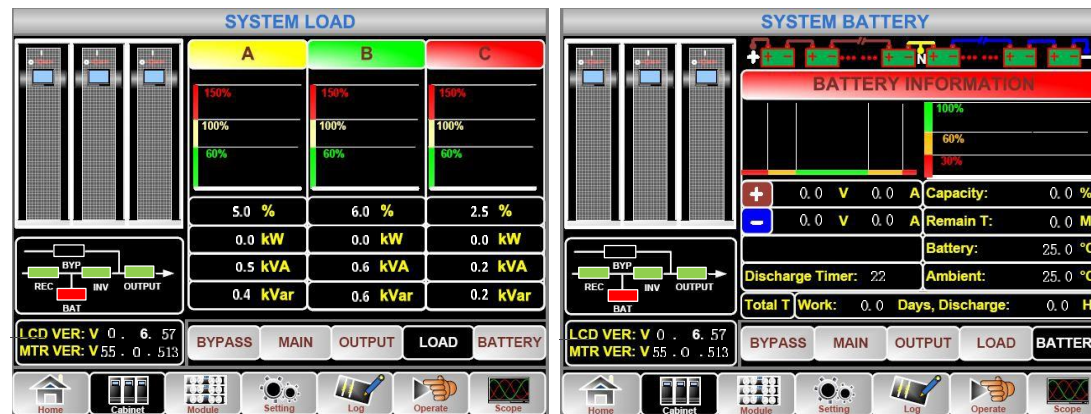 SYSTEM LOAD
A B C
150% 150% 150%
100% 100% 100%
60% 60% 60%
5.0 % 6.0 % 2.5 %
0.0 kW 0.0 kW 0.0 kW
0.5 kVA 0.6 kVA 0.2 kVA
0.4 kVar 0.6 kVar 0.2 kVar
BYP
REC INV OUTPUT
BAT
LCD VER: V 0 . 6. 57
MTR VER: V 55 . 0 . 513
BYPASS MAIN OUTPUT LOAD BATTERY
Home Cabinet Module Setting Log Operate Scope
SYSTEM BATTERY
+ + - + - + - N + - + - + - -
BATTERY INFORMATION
100%
60%
30%
+ 0.0 V 0.0 A Capacity: 0.0 %
- 0.0 V 0.0 A Remain T: 0.0 M
Battery: 25.0 °C
Discharge Timer: 22 Ambient: 25.0 °C
Total T Work: 0.0 Days, Discharge: 0.0 H
BYP
REC INV OUTPUT
BAT
LCD VER: V 0 . 6. 57
MTR VER: V 55 . 0 . 513
BYPASS MAIN OUTPUT LOAD BATTER
Home Cabinet Module Setting Log Operate Scope